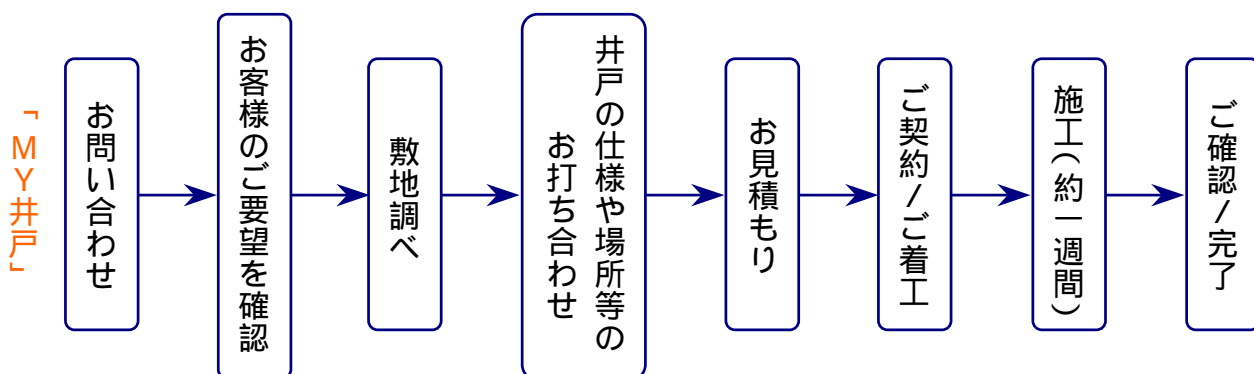 「MY井戸」
お問い合わせ
お客様のご要望を確認
敷地調べ
井戸の仕様や場所等の
お打ち合わせ
お見積もり
ご契約/ご着工
施工(約一週間)
ご確認/完了